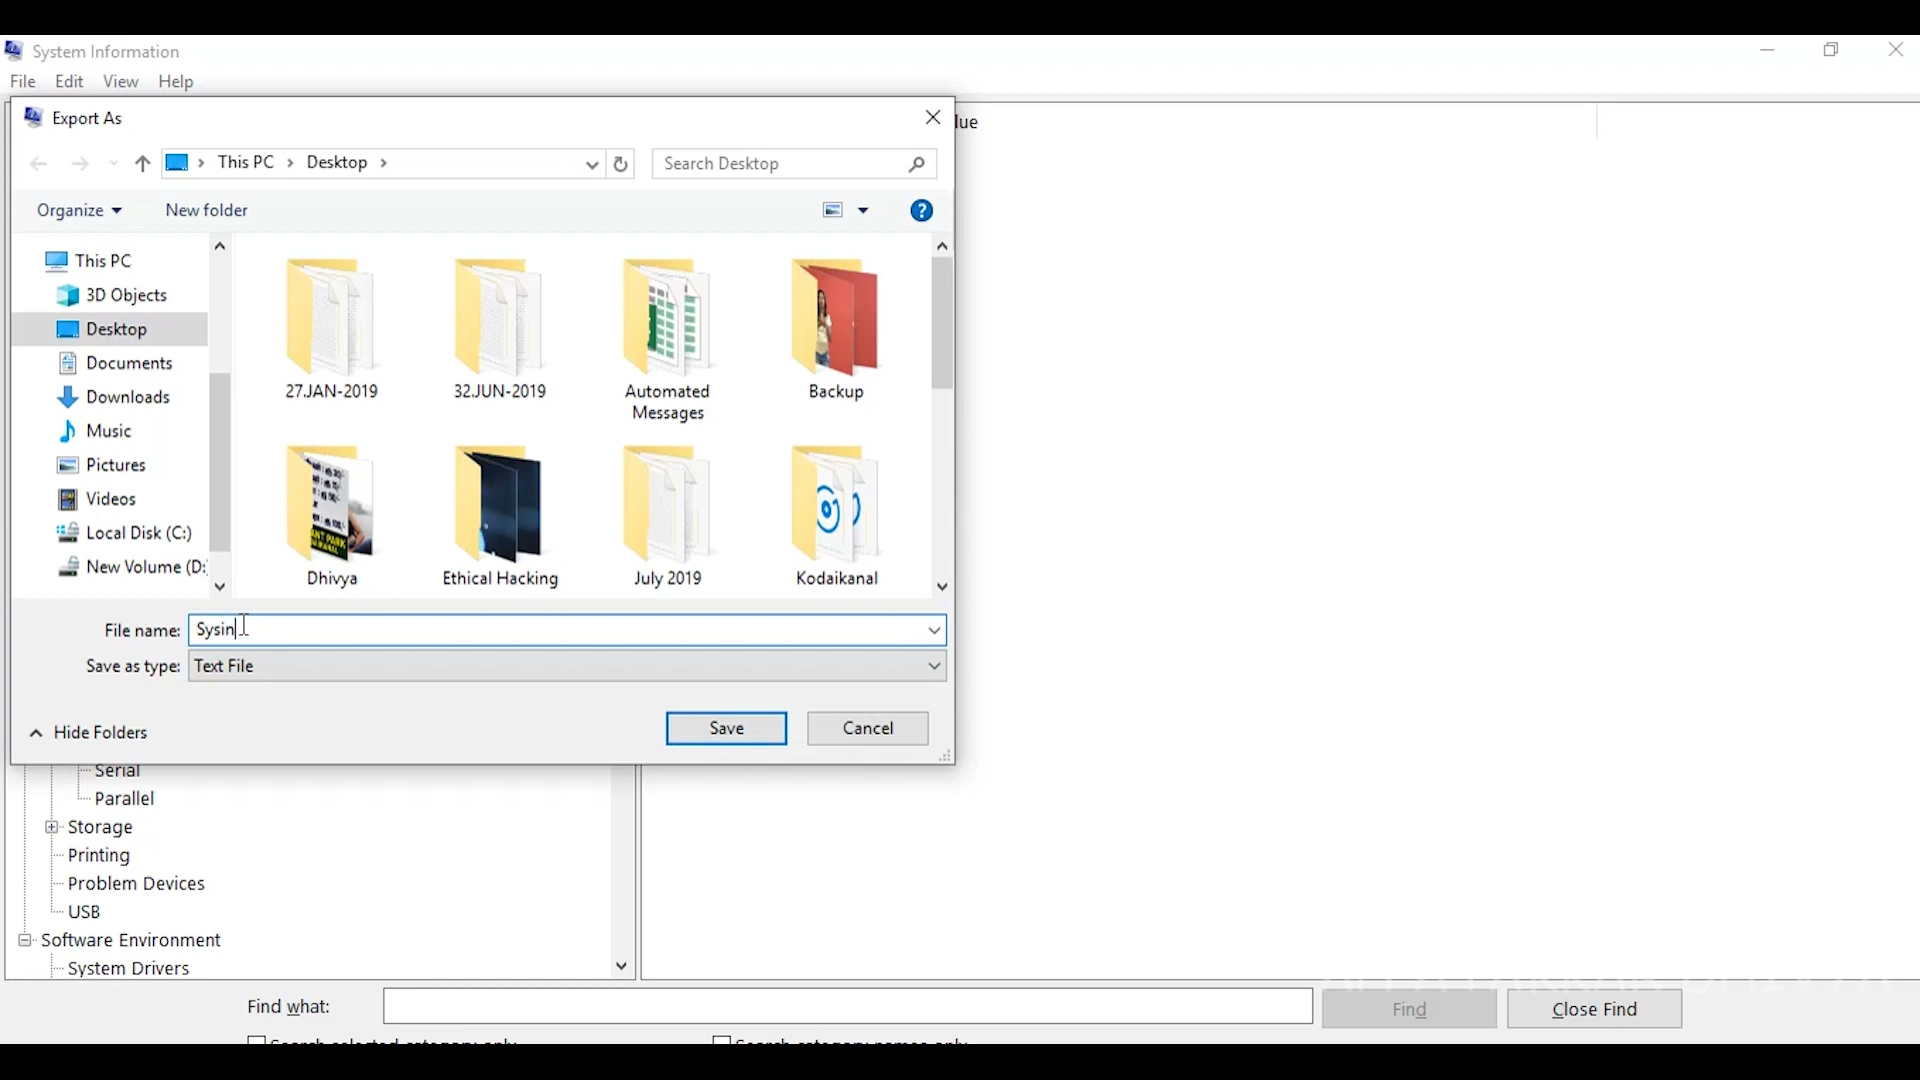 System Information
File Edit View Help
Export As
lue
This PC Desktop
Search Desktop
Organize New folder
This PC
3D Objects
Desktop
Documents
Downloads
Music
Pictures
Videos
Local Disk (C:)
New Volume (D:
27.JAN-2019
32.JUN-2019
Automated
Messages
Backup
Dhivya
Ethical Hacking
July 2019
Kodaikanal
File name: Sysin
Save as type: Text File
Hide Folders
Save
Cancel
Serial
Parallel
Storage
Printing
Problem Devices
USB
Software Environment
System Drivers
Find what:
Find
Close Find
Search selected category only
Search category names only